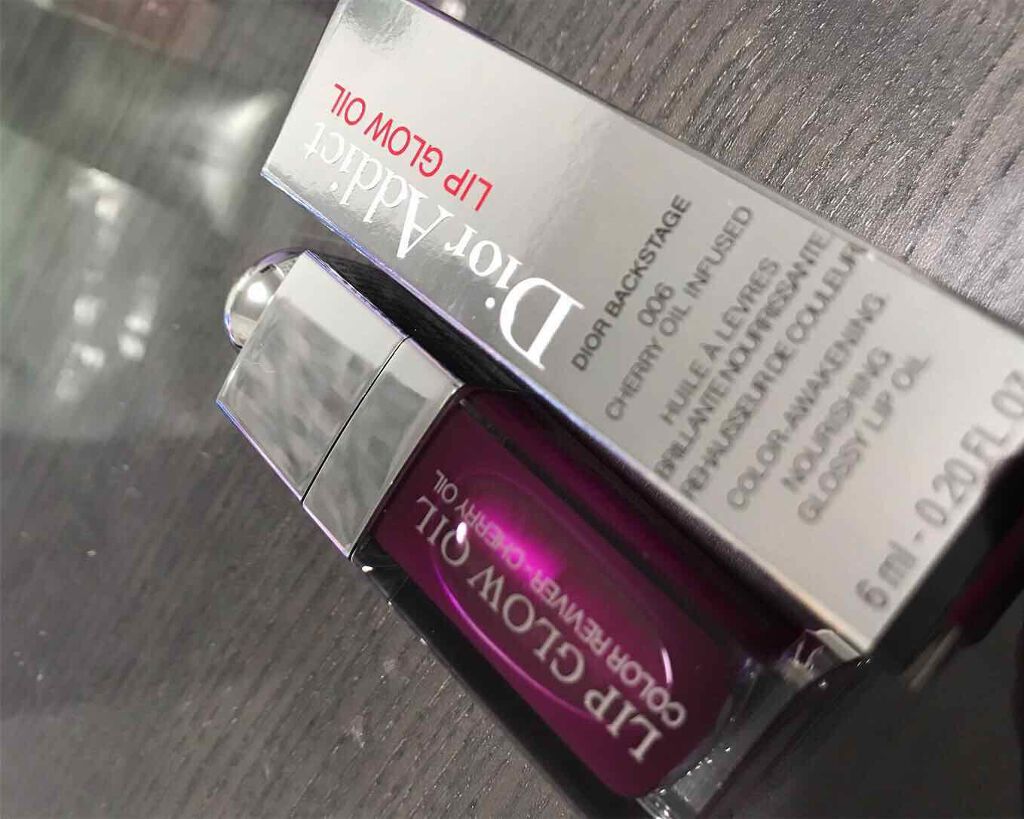 Dior Addict
LIP GLOW OIL
DIOR BACKSTAGE
006
CHERRY OIL INFUSED
HUILE À LÈVRES
BRILLANTE NOURRISSANTE
REHAUSSEUR DE COULEUR
COLOR-AWAKENING
NOURISHING
GLOSSY LIP OIL
6 ml - 0.20 FL.OZ
LIP GLOW OIL
COLOR REVIVER - CHERRY OIL